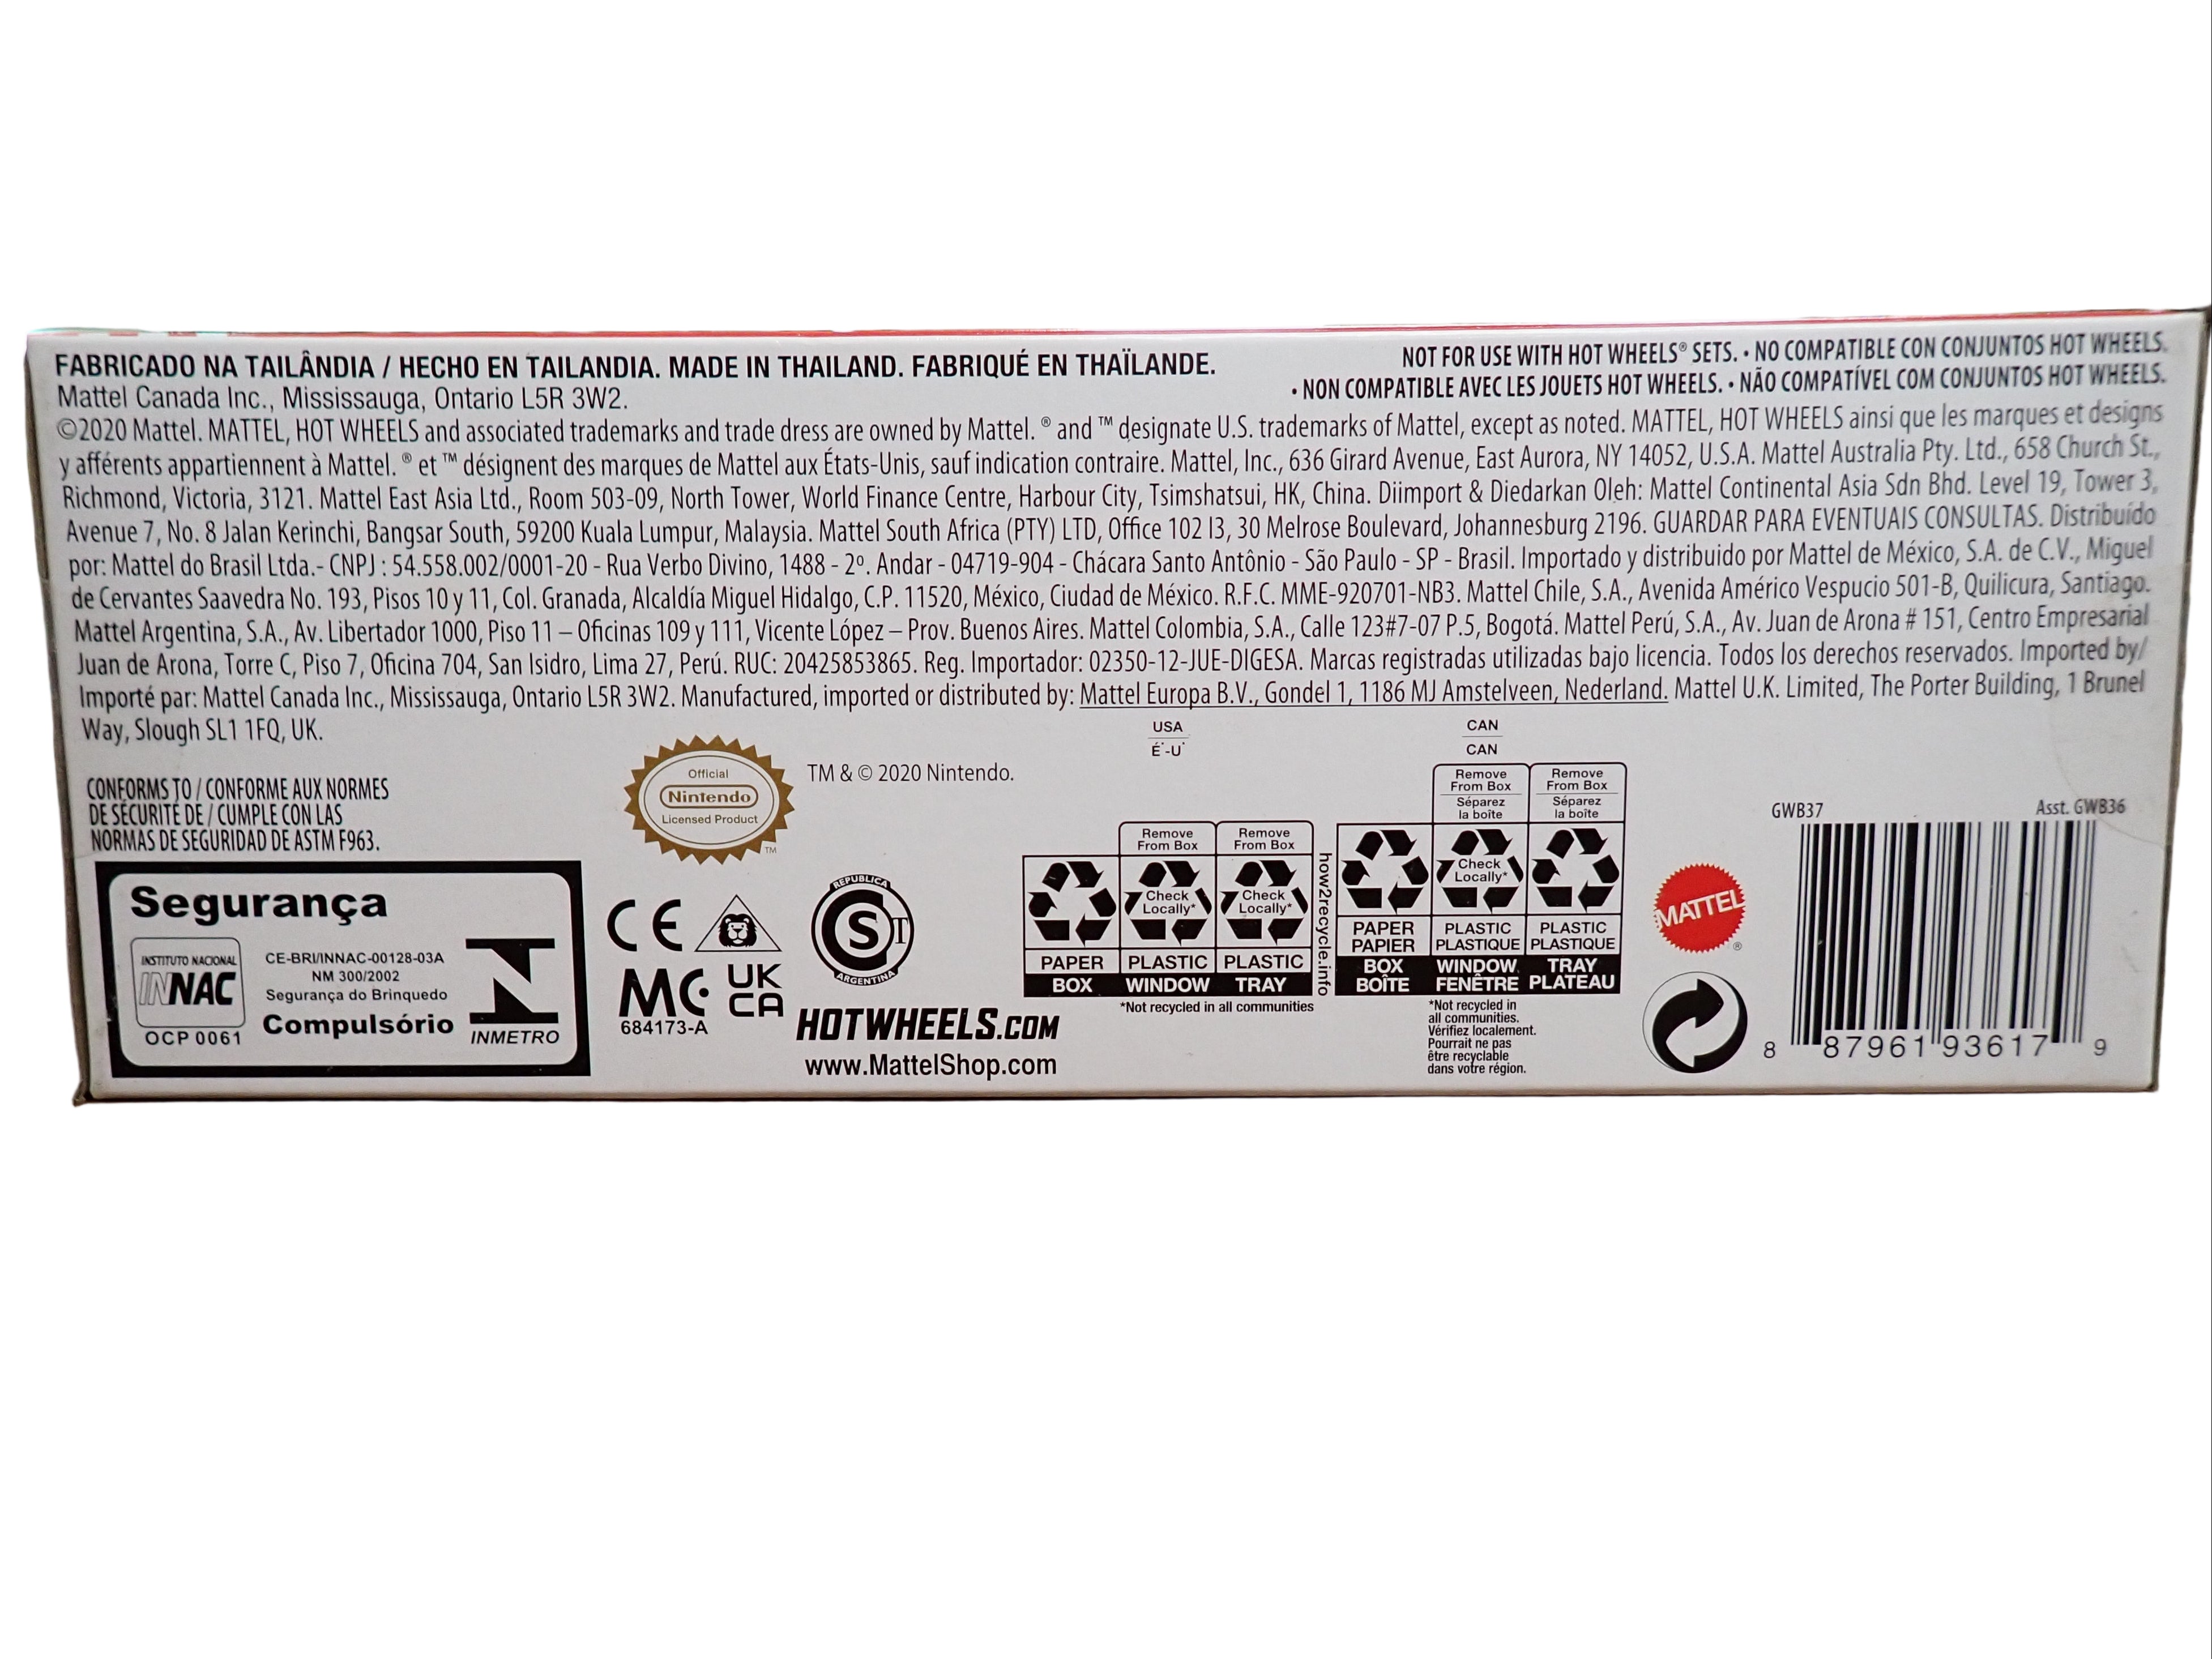 FABRICADO NA TAILÂNDIA / HECHO EN TAILANDIA. MADE IN THAILAND. FABRIQUÉ EN THAÏLANDE.
Mattel Canada Inc., Mississauga, Ontario L5R 3W2.
NOT FOR USE WITH HOT WHEELS® SETS. • NO COMPATIBLE CON CONJUNTOS HOT WHEELS.
• NON COMPATIBLE AVEC LES JOUETS HOT WHEELS. • NÃO COMPATÍVEL COM CONJUNTOS HOT WHEELS.
©2020 Mattel. MATTEL, HOT WHEELS and associated trademarks and trade dress are owned by Mattel. ® and ™ designate U.S. trademarks of Mattel, except as noted. MATTEL, HOT WHEELS ainsi que les marques et designs
y afférents appartiennent à Mattel. ® et ™ désignent des marques de Mattel aux États-Unis, sauf indication contraire. Mattel, Inc., 636 Girard Avenue, East Aurora, NY 14052, U.S.A. Mattel Australia Pty. Ltd., 658 Church St.,
Richmond, Victoria, 3121. Mattel East Asia Ltd., Room 503-09, North Tower, World Finance Centre, Harbour City, Tsimshatsui, HK, China. Diimport & Diedarkan Oleh: Mattel Continental Asia Sdn Bhd. Level 19, Tower 3,
Avenue 7, No. 8 Jalan Kerinchi, Bangsar South, 59200 Kuala Lumpur, Malaysia. Mattel South Africa (PTY) LTD, Office 102 I3, 30 Melrose Boulevard, Johannesburg 2196. GUARDAR PARA EVENTUAIS CONSULTAS. Distribuído
por: Mattel do Brasil Ltda.- CNPJ : 54.558.002/0001-20 - Rua Verbo Divino, 1488 - 2º. Andar - 04719-904 - Chácara Santo Antônio - São Paulo - SP - Brasil. Importado y distribuido por Mattel de México, S.A. de C.V., Miguel
de Cervantes Saavedra No. 193, Pisos 10 y 11, Col. Granada, Alcaldía Miguel Hidalgo, C.P. 11520, México, Ciudad de México. R.F.C. MME-920701-NB3. Mattel Chile, S.A., Avenida Américo Vespucio 501-B, Quilicura, Santiago.
Mattel Argentina, S.A., Av. Libertador 1000, Piso 11 – Oficinas 109 y 111, Vicente López – Prov. Buenos Aires. Mattel Colombia, S.A., Calle 123#7-07 P.5, Bogotá. Mattel Perú, S.A., Av. Juan de Arona # 151, Centro Empresarial
Juan de Arona, Torre C, Piso 7, Oficina 704, San Isidro, Lima 27, Perú. RUC: 20425853865. Reg. Importador: 02350-12-JUE-DIGESA. Marcas registradas utilizadas bajo licencia. Todos los derechos reservados. Imported by/
Importé par: Mattel Canada Inc., Mississauga, Ontario L5R 3W2. Manufactured, imported or distributed by: Mattel Europa B.V., Gondel 1, 1186 MJ Amstelveen, Nederland. Mattel U.K. Limited, The Porter Building, 1 Brunel
Way, Slough SL1 1FQ, UK.
CONFORMS TO / CONFORME AUX NORMES
DE SÉCURITÉ DE / CUMPLE CON LAS
NORMAS DE SEGURIDAD DE ASTM F963.
Segurança
INSTITUTO NACIONAL
INNAC
OCP 0061
CE-BRI/INNAC-00128-03A
NM 300/2002
Segurança do Brinquedo
Compulsório
INMETRO
Official
Nintendo
Licensed Product
TM
TM & © 2020 Nintendo.
CE
MC
684173-A
UK
CA
REPUBLICA
S T
ARGENTINA
HOTWHEELS.COM
www.MattelShop.com
USA
É*-U*
Remove
From Box
Remove
From Box
Check
Locally*
Check
Locally*
PAPER PLASTIC PLASTIC
BOX WINDOW TRAY
*Not recycled in all communities
how2recycle.info
CAN
CAN
Remove
From Box
Séparez
la boîte
Remove
From Box
Séparez
la boîte
Check
Locally*
PAPER PLASTIC PLASTIC
PAPIER PLASTIQUE PLASTIQUE
BOX WINDOW TRAY
BOÎTE FENÊTRE PLATEAU
*Not recycled in
all communities.
Vérifiez localement.
Pourrait ne pas
être recyclable
dans votre région.
MATTEL
®
GWB37 Asst. GWB36
8 87961 93617 9